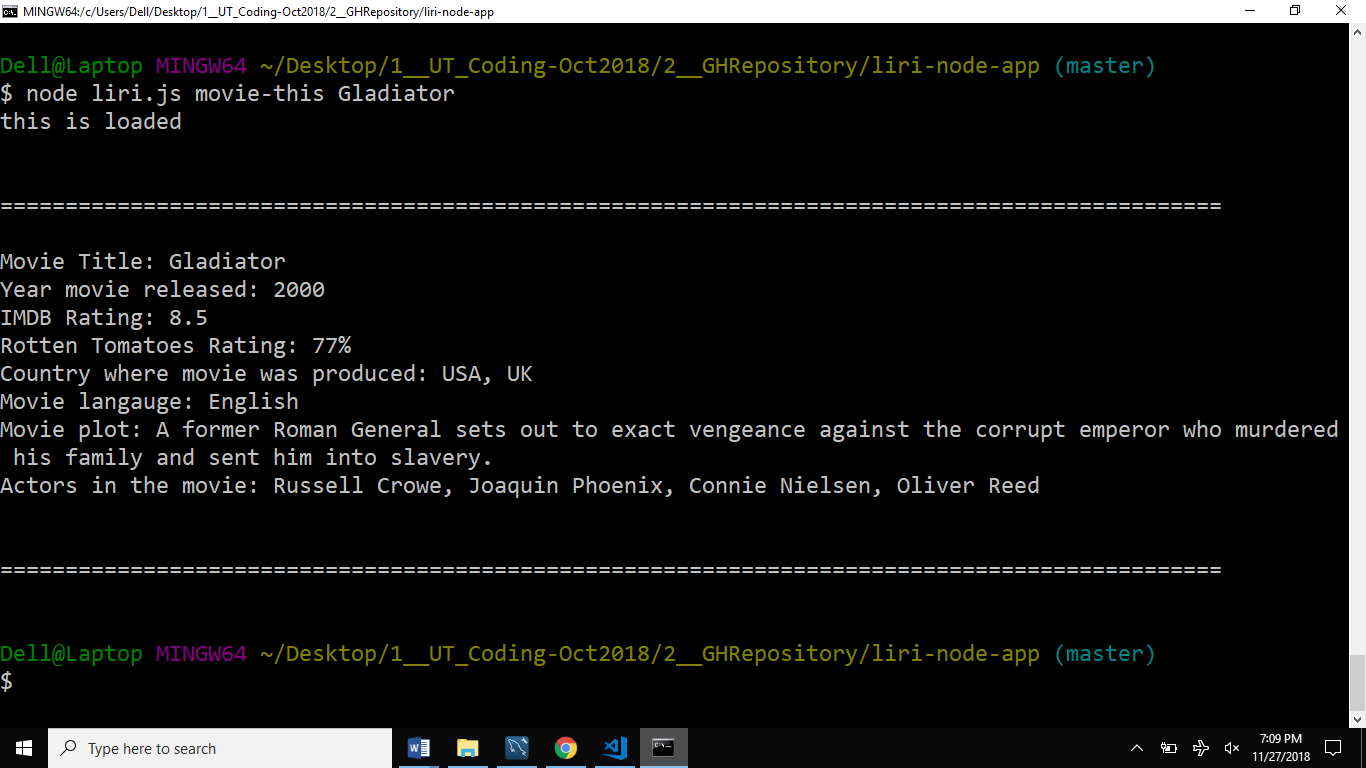 MINGW64:/c/Users/Dell/Desktop/1__UT_Coding-Oct2018/2__GHRepository/liri-node-app
Dell@Laptop MINGW64 ~/Desktop/1__UT_Coding-Oct2018/2__GHRepository/liri-node-app (master)
$ node liri.js movie-this Gladiator
this is loaded
==============================================================================================
Movie Title: Gladiator
Year movie released: 2000
IMDB Rating: 8.5
Rotten Tomatoes Rating: 77%
Country where movie was produced: USA, UK
Movie langauge: English
Movie plot: A former Roman General sets out to exact vengeance against the corrupt emperor who murdered
his family and sent him into slavery.
Actors in the movie: Russell Crowe, Joaquin Phoenix, Connie Nielsen, Oliver Reed
==============================================================================================
Dell@Laptop MINGW64 ~/Desktop/1__UT_Coding-Oct2018/2__GHRepository/liri-node-app (master)
$
Type here to search
7:09 PM
11/27/2018